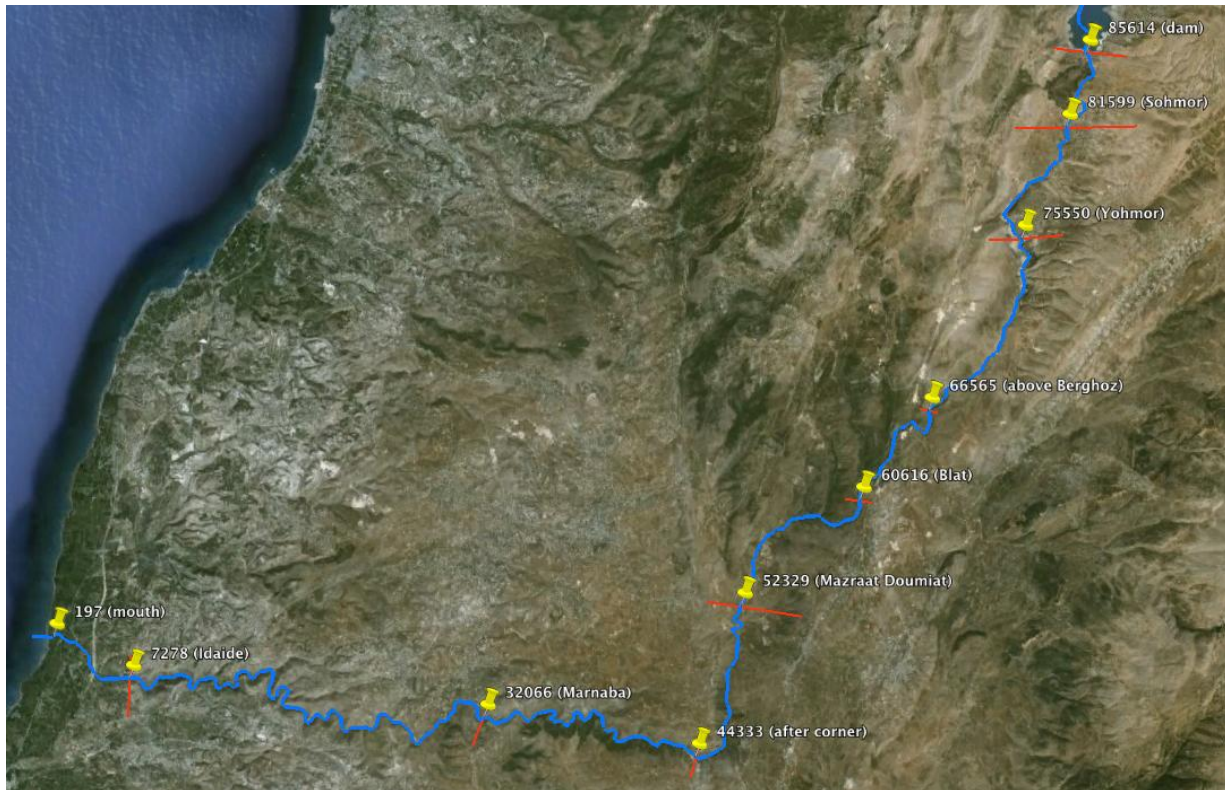 85614 (dam)
81599 (Sohmor)
75550 (Yohmor)
66565 (above Berghoz)
60616 (Blat)
52329 (Mazraat Doumiat)
197 (mouth)
7278 (Idaide)
32066 (Marnaba)
44333 (after corner)